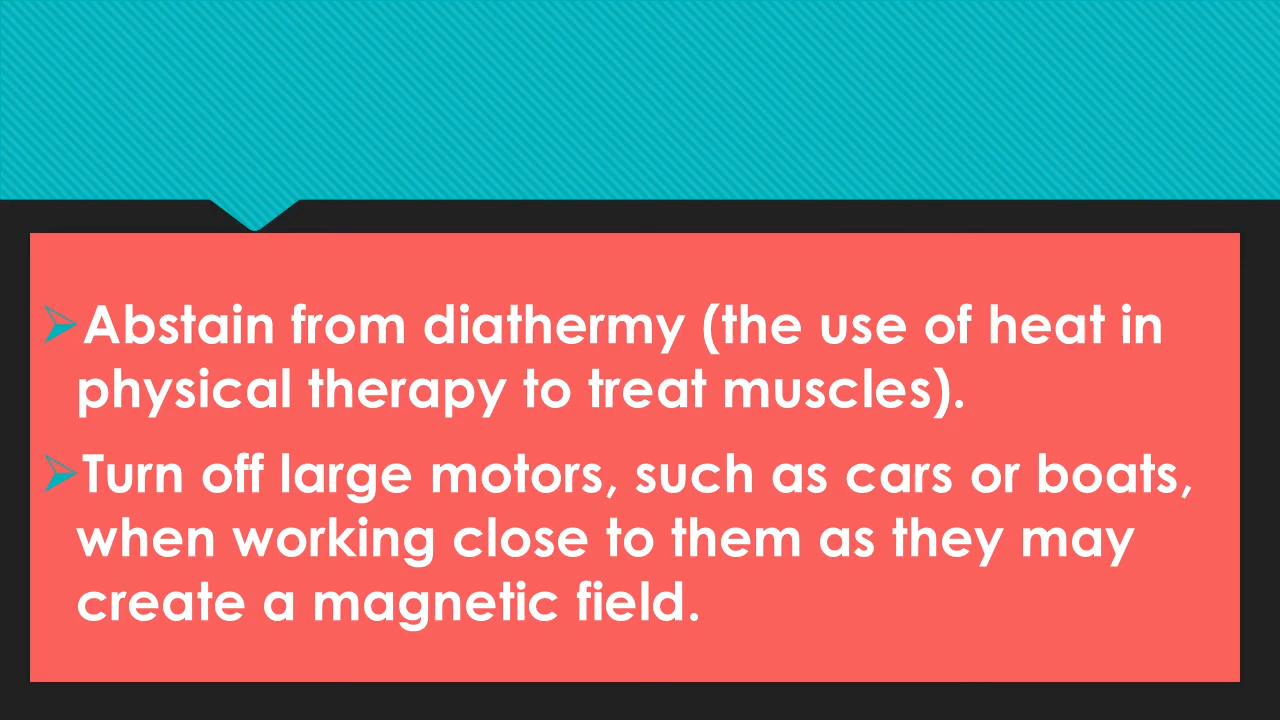 ➢Abstain from diathermy (the use of heat in
physical therapy to treat muscles).
➢Turn off large motors, such as cars or boats,
when working close to them as they may
create a magnetic field.